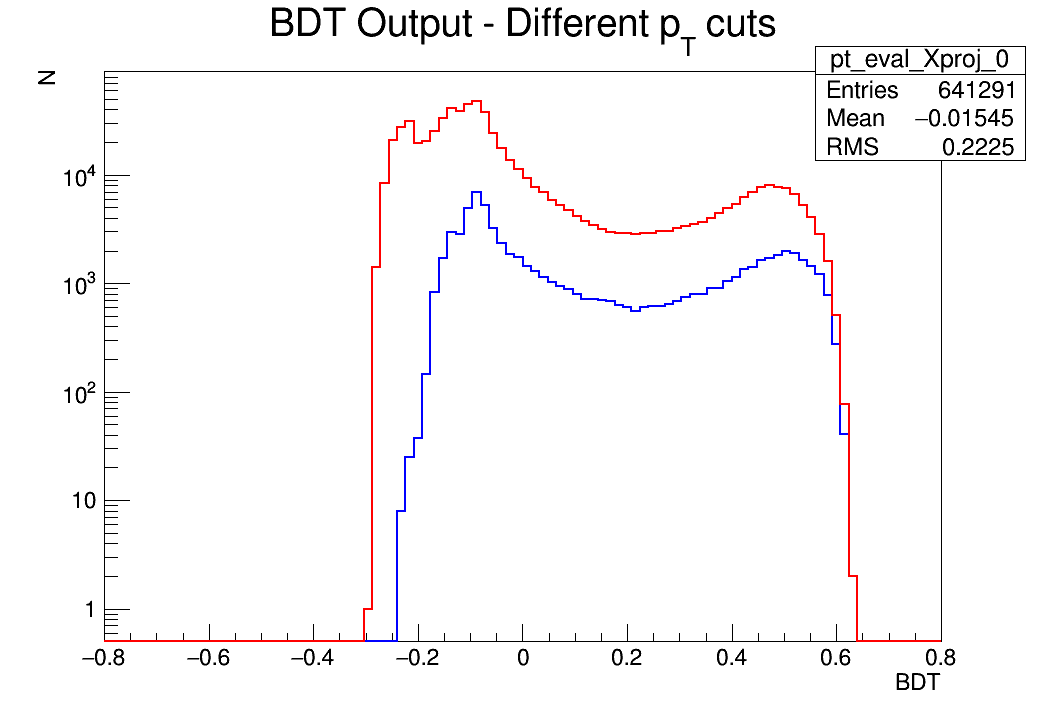 BDT Output - Different pT cuts
pt_eval_Xproj_0
Entries 641291
Mean −0.01545
RMS 0.2225
N
10^4
10^3
10^2
10
1
−0.8 −0.6 −0.4 −0.2 0 0.2 0.4 0.6 0.8
BDT